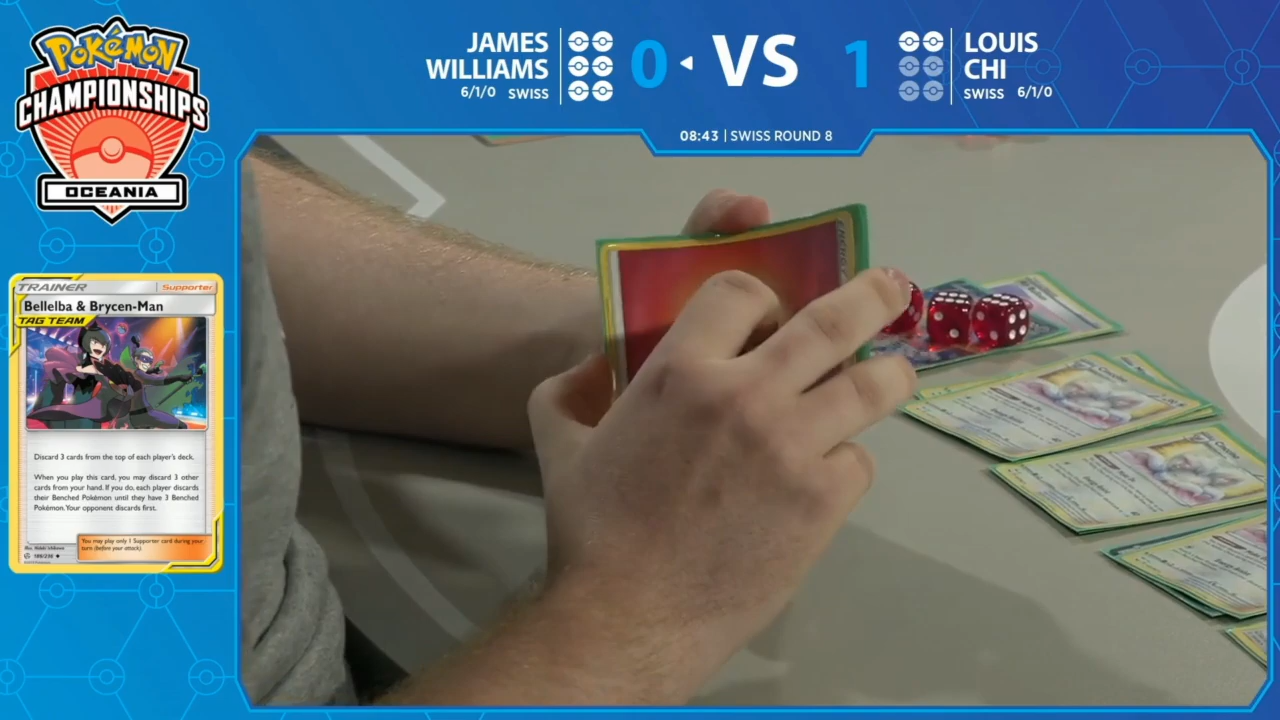 Pokémon
CHAMPIONSHIPS
OCEANIA
JAMES
WILLIAMS
6/1/0 SWISS
0
VS
1
LOUIS
CHI
SWISS 6/1/0
08:43 | SWISS ROUND 8
TRAINER Supporter
Bellelba & Brycen-Man
TAG TEAM
Discard 3 cards from the top of each player's deck.
When you play this card, you may discard 3 other
cards from your hand. If you do, each player discards
their Benched Pokémon until they have 3 Benched
Pokémon. Your opponent discards first.
You may play only 1 Supporter card during your
turn (before your attack).
189/236
ENERGY